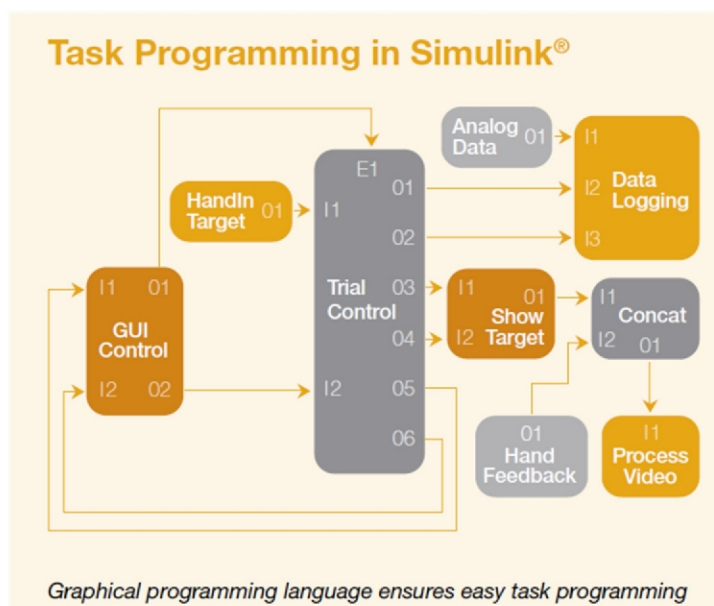 Task Programming in Simulink®
Analog
Data
01
I1
I2
I3
Data
Logging
E1
HandIn
Target
01
I1
01
02
03
04
05
06
Trial
Control
I2
I1
01
GUI
Control
I2
02
I1
01
Show
I2
Target
I1
Concat
I2
01
01
Hand
Feedback
I1
Process
Video
Graphical programming language ensures easy task programming